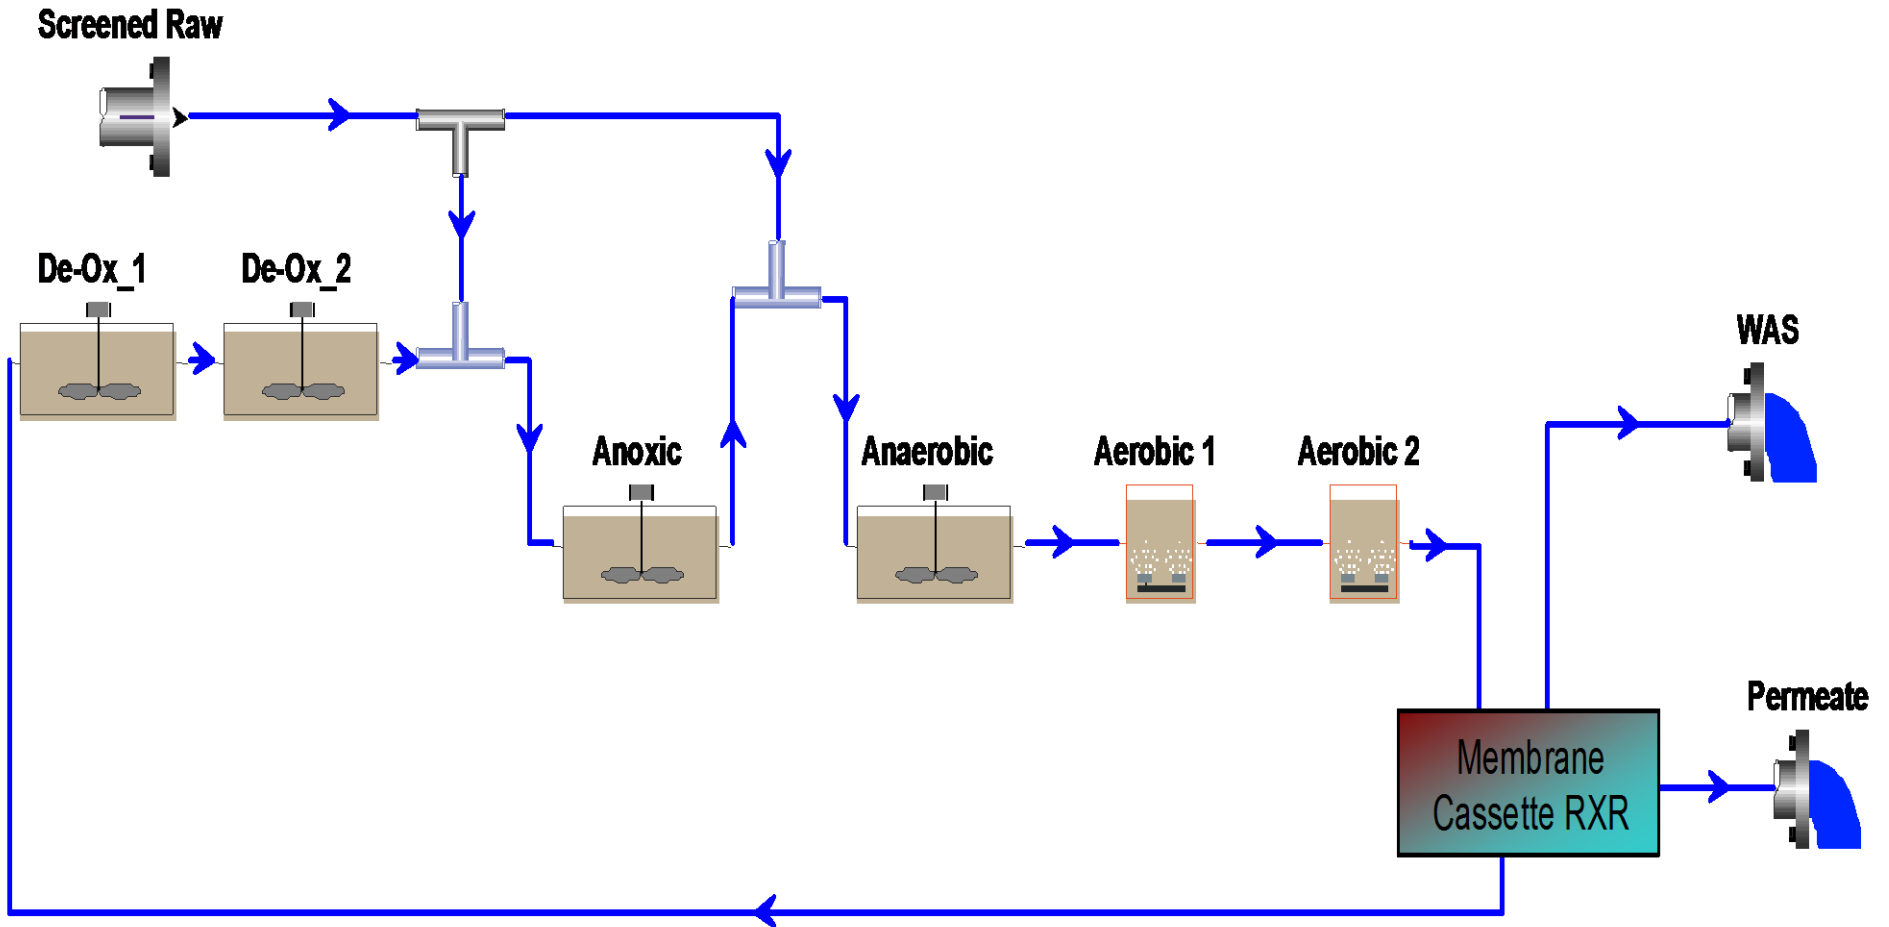 Screened Raw
De-Ox_1
De-Ox_2
WAS
Anoxic
Anaerobic
Aerobic 1
Aerobic 2
Permeate
Membrane
Cassette RXR